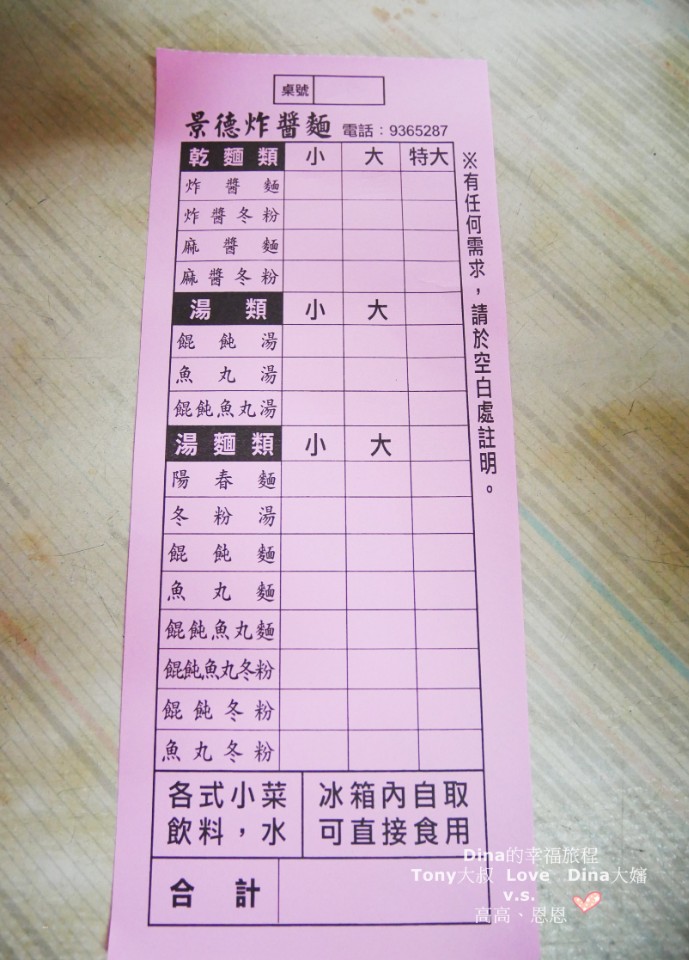 桌號
景德炸醬麵 電話：9365287
乾麵類 小 大 特大
炸醬麵
炸醬冬粉
麻醬麵
麻醬冬粉
湯類 小 大
餛飩湯
魚丸湯
餛飩魚丸湯
湯麵類 小 大
陽春麵
冬粉湯
餛飩麵
魚丸麵
餛飩魚丸麵
餛飩魚丸冬粉
餛飩冬粉
魚丸冬粉
各式小菜
飲料，水
冰箱內自取
可直接食用
合計
※有任何需求，請於空白處註明。
Dina的幸福旅程
Tony大叔 Love Dina大嬸
v.s.
高高、恩恩